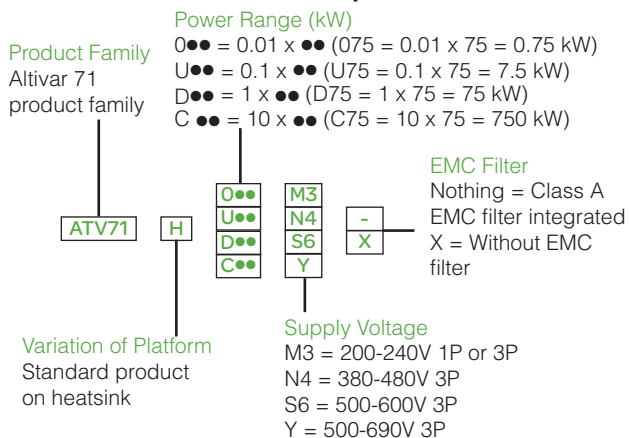 Power Range (kW)
0●● = 0.01 x ●● (075 = 0.01 x 75 = 0.75 kW)
U●● = 0.1 x ●● (U75 = 0.1 x 75 = 7.5 kW)
D●● = 1 x ●● (D75 = 1 x 75 = 75 kW)
C ●● = 10 x ●● (C75 = 10 x 75 = 750 kW)
Product Family
Altivar 71
product family
EMC Filter
Nothing = Class A
EMC filter integrated
X = Without EMC
filter
ATV71
H
0●●
U●●
D●●
C●●
M3
N4
S6
Y
-
X
Variation of Platform
Standard product
on heatsink
Supply Voltage
M3 = 200-240V 1P or 3P
N4 = 380-480V 3P
S6 = 500-600V 3P
Y = 500-690V 3P